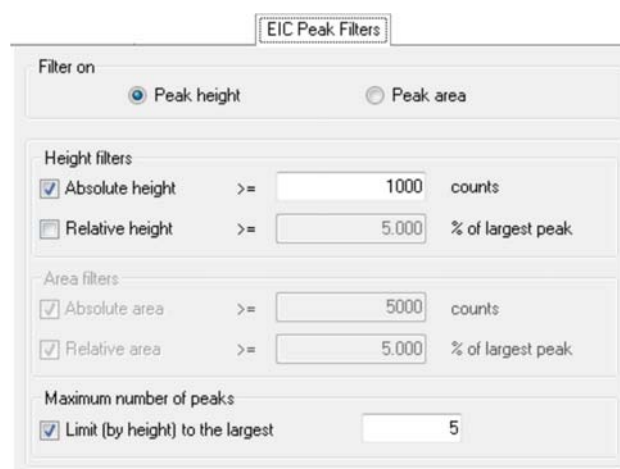 EIC Peak Filters
Filter on
Peak height Peak area
Height filters
Absolute height >= 1000 counts
Relative height >= 5.000 % of largest peak
Area filters
Absolute area >= 5000 counts
Relative area >= 5.000 % of largest peak
Maximum number of peaks
Limit (by height) to the largest 5